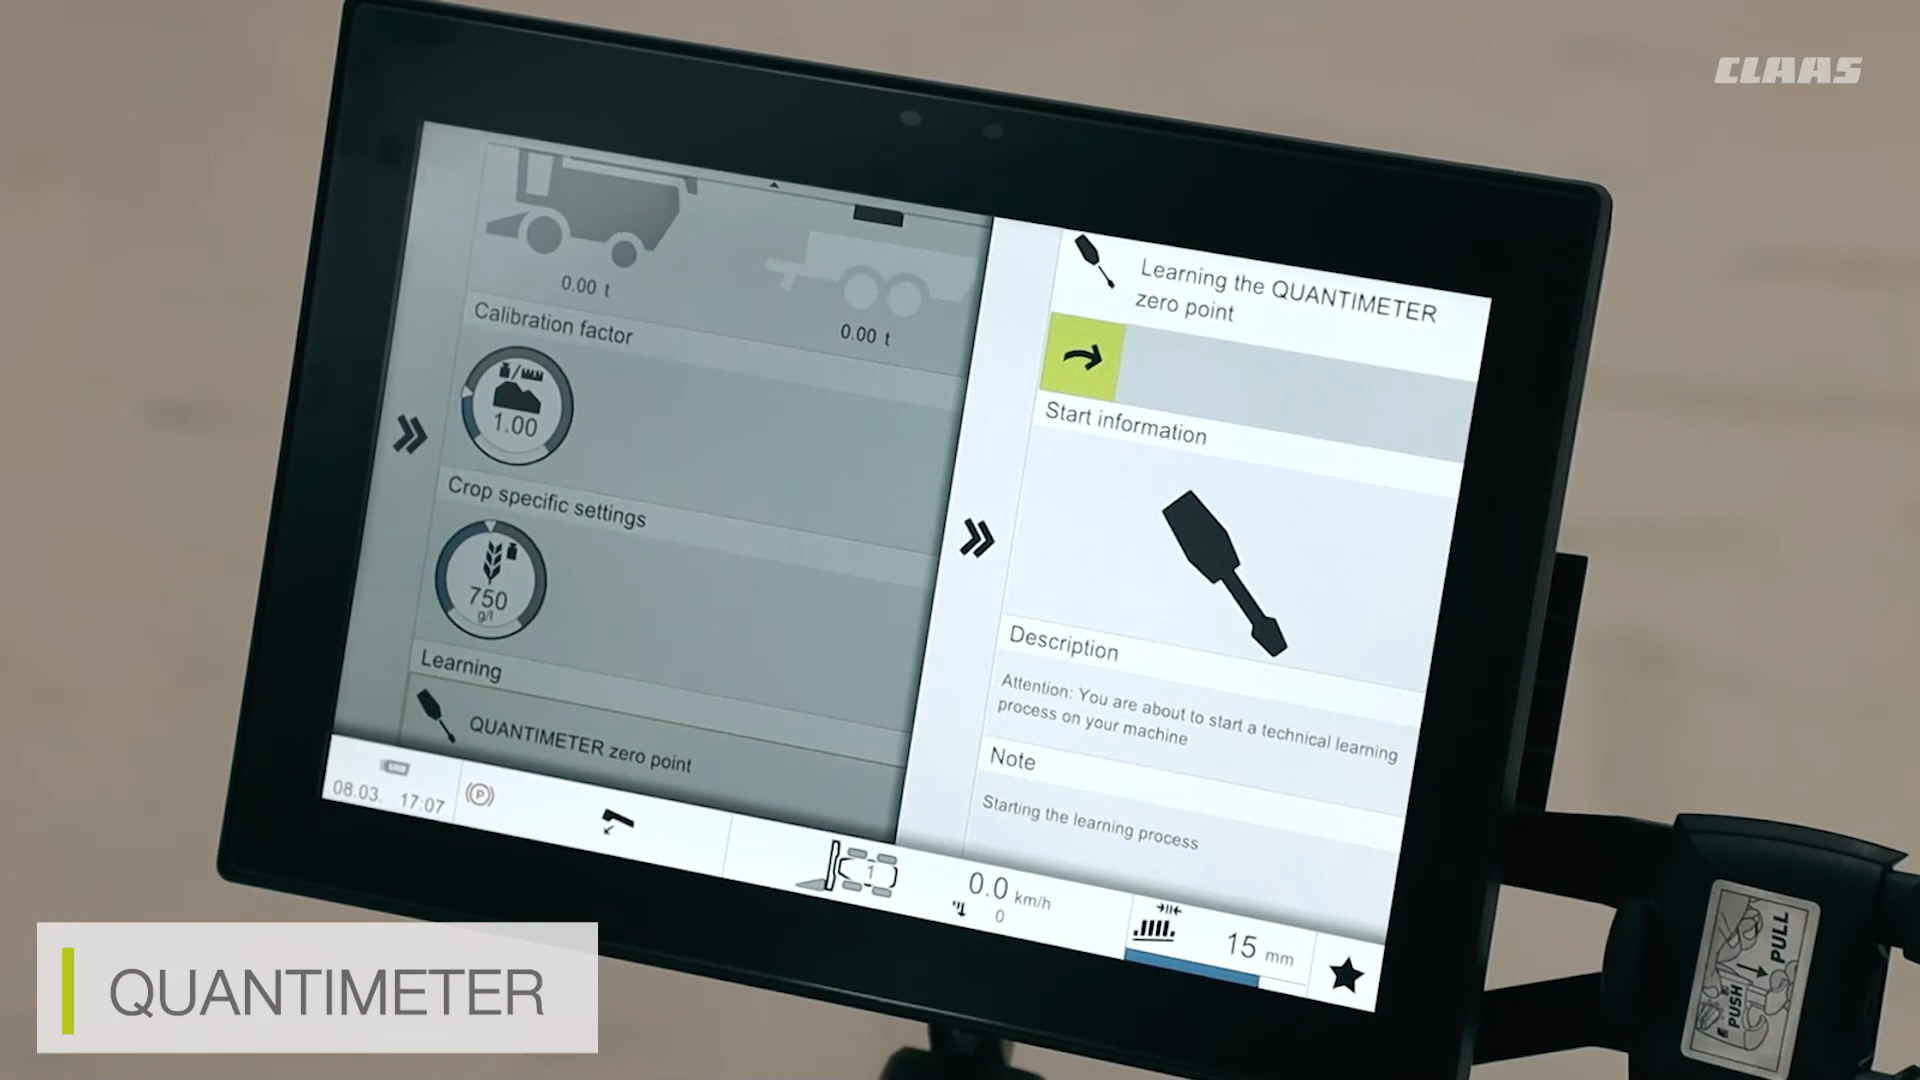 CLAAS
0.00 t
0.00 t
Calibration factor
1.00
Crop specific settings
750
g/l
Learning
QUANTIMETER zero point
Learning the QUANTIMETER
zero point
Start information
Description
Attention: You are about to start a technical learning
process on your machine
Note
Starting the learning process
USB
08.03. 17:07
P
1
0.0 km/h
0
15 mm
PUSH
PULL
QUANTIMETER